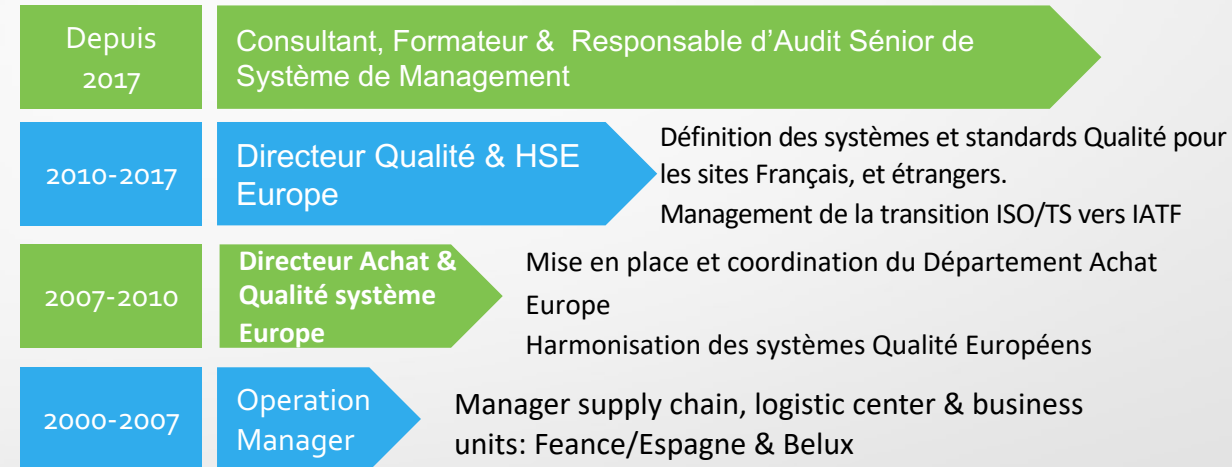 Depuis
2017
Consultant, Formateur & Responsable d'Audit Sénior de
Système de Management
2010-2017
Directeur Qualité & HSE
Europe
Définition des systèmes et standards Qualité pour
les sites Français, et étrangers.
Management de la transition ISO/TS vers IATF
2007-2010
Directeur Achat &
Qualité système
Europe
Mise en place et coordination du Département Achat
Europe
Harmonisation des systèmes Qualité Européens
2000-2007
Operation
Manager
Manager supply chain, logistic center & business
units: Feance/Espagne & Belux